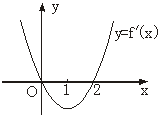 y
y=f′(x)
O 1 2 x